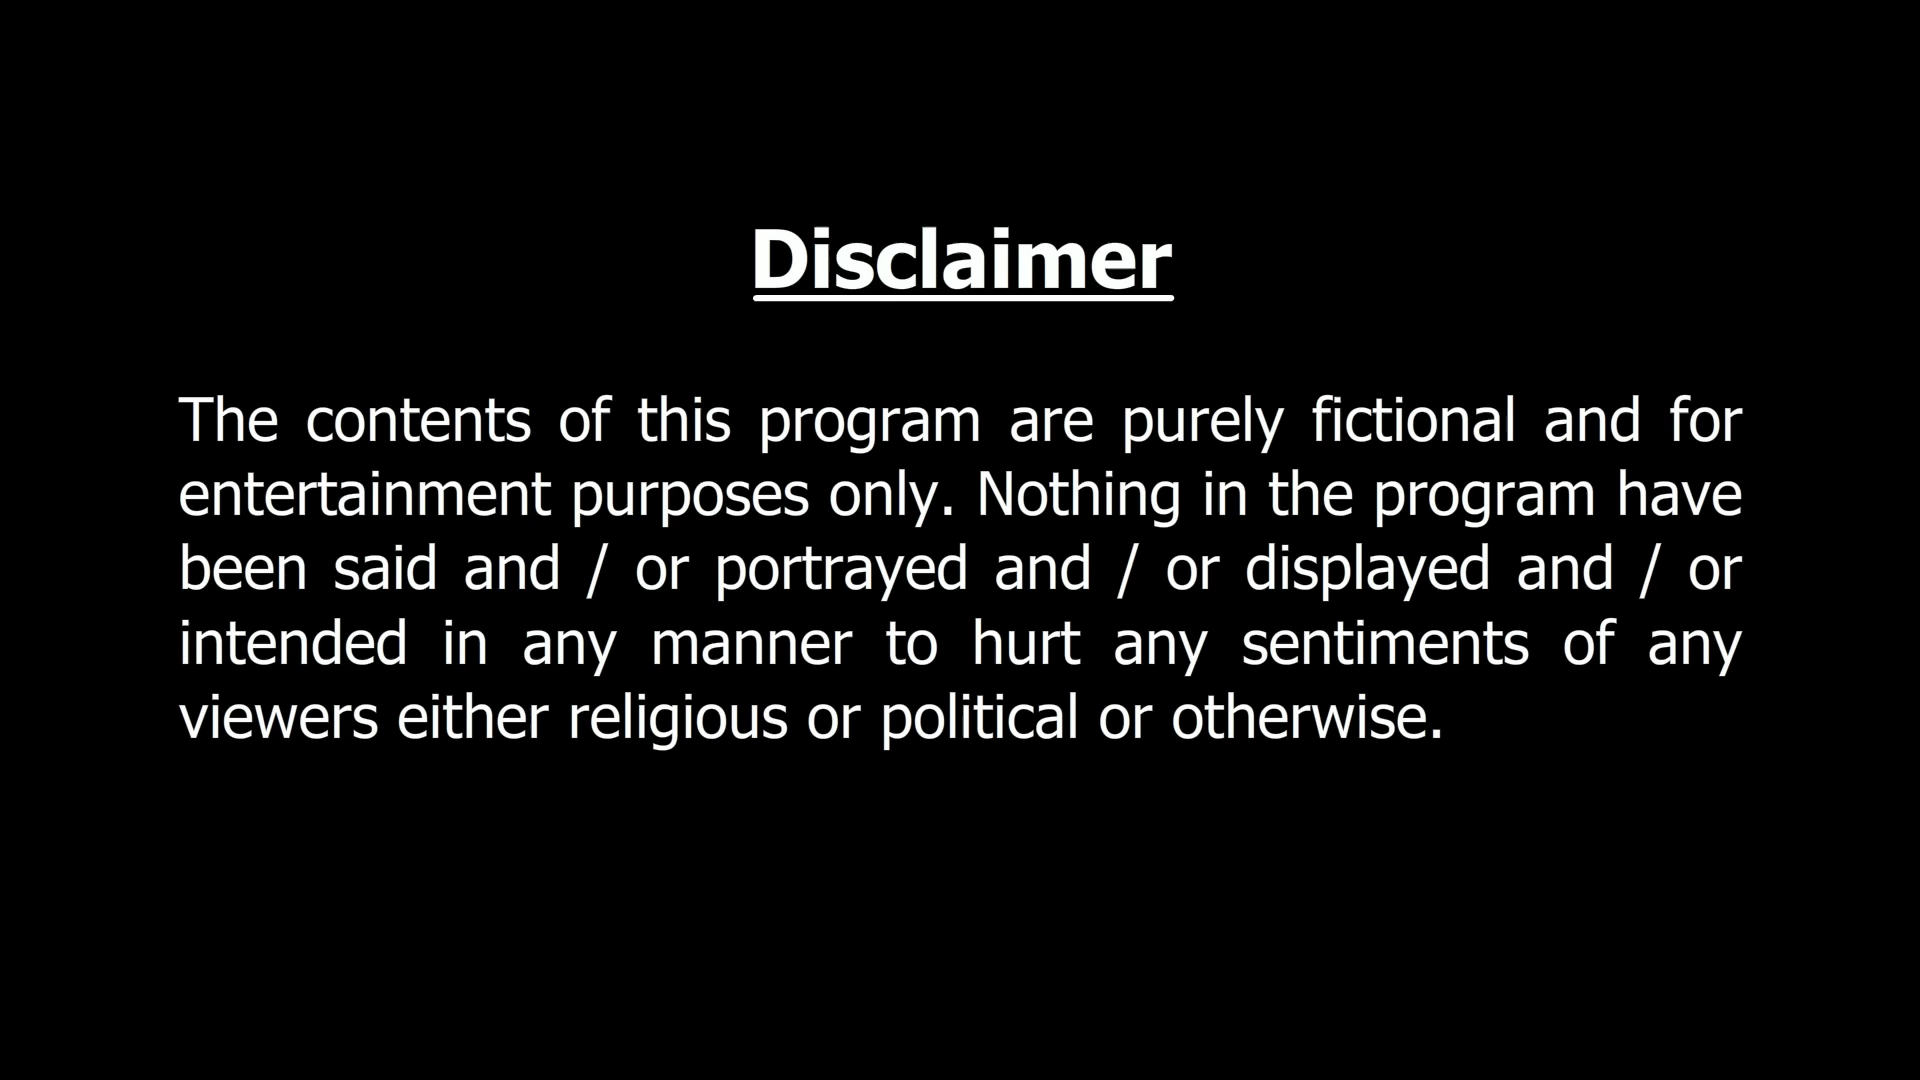 Disclaimer
The contents of this program are purely fictional and for
entertainment purposes only. Nothing in the program have
been said and / or portrayed and / or displayed and / or
intended in any manner to hurt any sentiments of any
viewers either religious or political or otherwise.